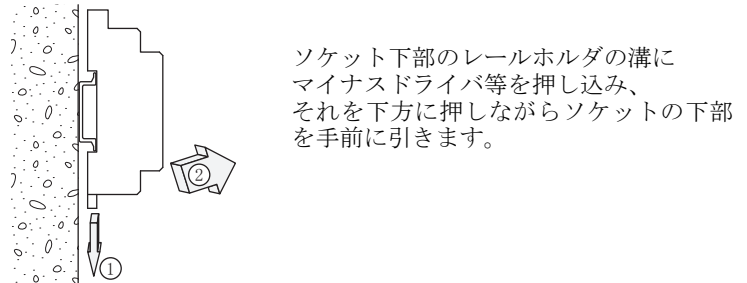 ソケット下部のレールホルダの溝に
マイナスドライバ等を押し込み、
それを下方に押しながらソケットの下部
を手前に引きます。
②
①